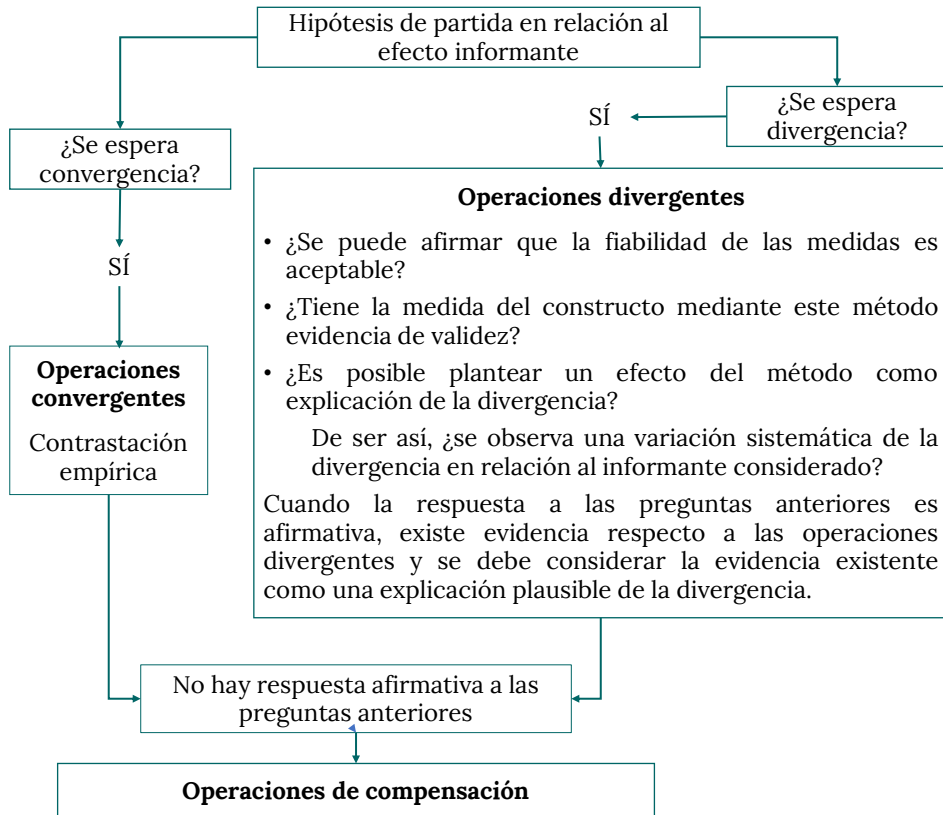 Hipótesis de partida en relación al
efecto informante
¿Se espera
convergencia?
SÍ
Operaciones
convergentes
Contrastación
empírica
¿Se espera
divergencia?
SÍ
Operaciones divergentes
• ¿Se puede afirmar que la fiabilidad de las medidas es
aceptable?
• ¿Tiene la medida del constructo mediante este método
evidencia de validez?
• ¿Es posible plantear un efecto del método como
explicación de la divergencia?
De ser así, ¿se observa una variación sistemática de la
divergencia en relación al informante considerado?
Cuando la respuesta a las preguntas anteriores es
afirmativa, existe evidencia respecto a las operaciones
divergentes y se debe considerar la evidencia existente
como una explicación plausible de la divergencia.
No hay respuesta afirmativa a las
preguntas anteriores
Operaciones de compensación